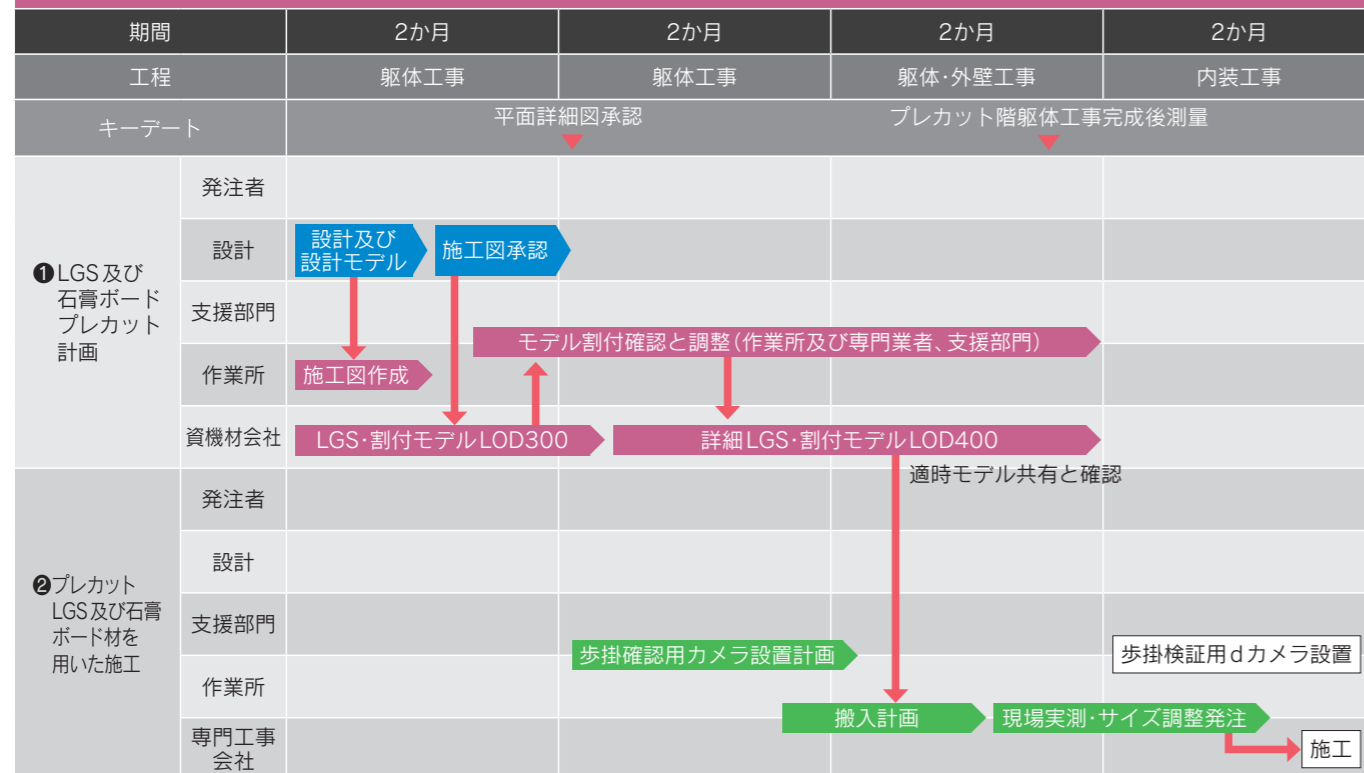 期間
2か月
2か月
2か月
2か月
工程
躯体工事
躯体工事
躯体・外壁工事
内装工事
キーデート
平面詳細図承認
プレカット階躯体工事完成後測量
❶LGS及び
石膏ボード
プレカット
計画
発注者
設計
設計及び
設計モデル
施工図承認
支援部門
モデル割付確認と調整(作業所及び専門業者、支援部門)
作業所
施工図作成
資機材会社
LGS・割付モデルLOD300
詳細LGS・割付モデルLOD400
適時モデル共有と確認
❷プレカット
LGS及び石膏
ボード材を
用いた施工
発注者
設計
支援部門
歩掛確認用カメラ設置計画
歩掛検証用dカメラ設置
作業所
搬入計画
現場実測・サイズ調整発注
専門工事
会社
施工